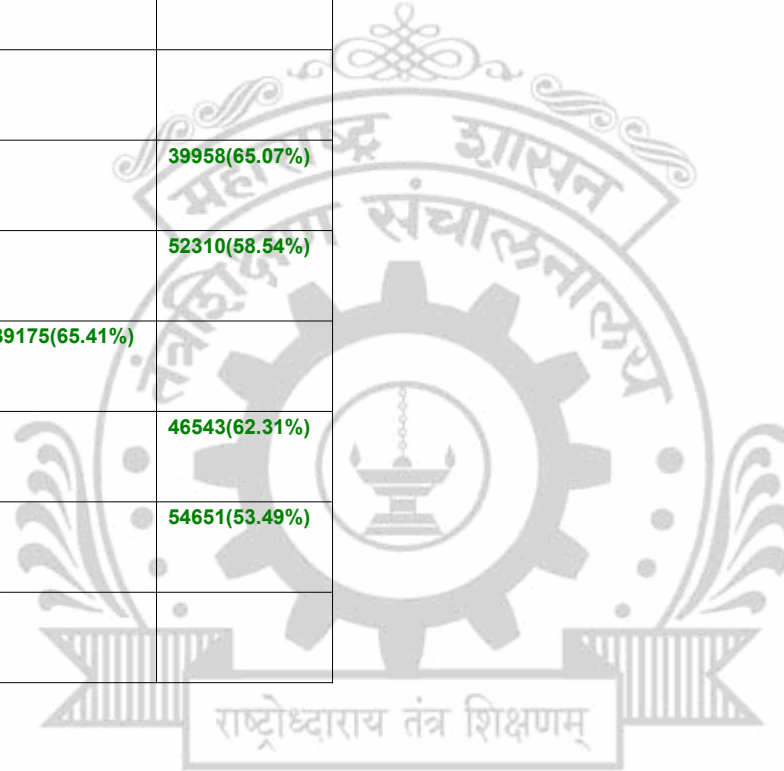 महाराष्ट्र शासन
39958(65.07%)
तंत्रशिक्षण संचालनालय
52310(58.54%)
39175(65.41%)
46543(62.31%)
54651(53.49%)
राष्ट्रोध्दाराय तंत्र शिक्षणम्